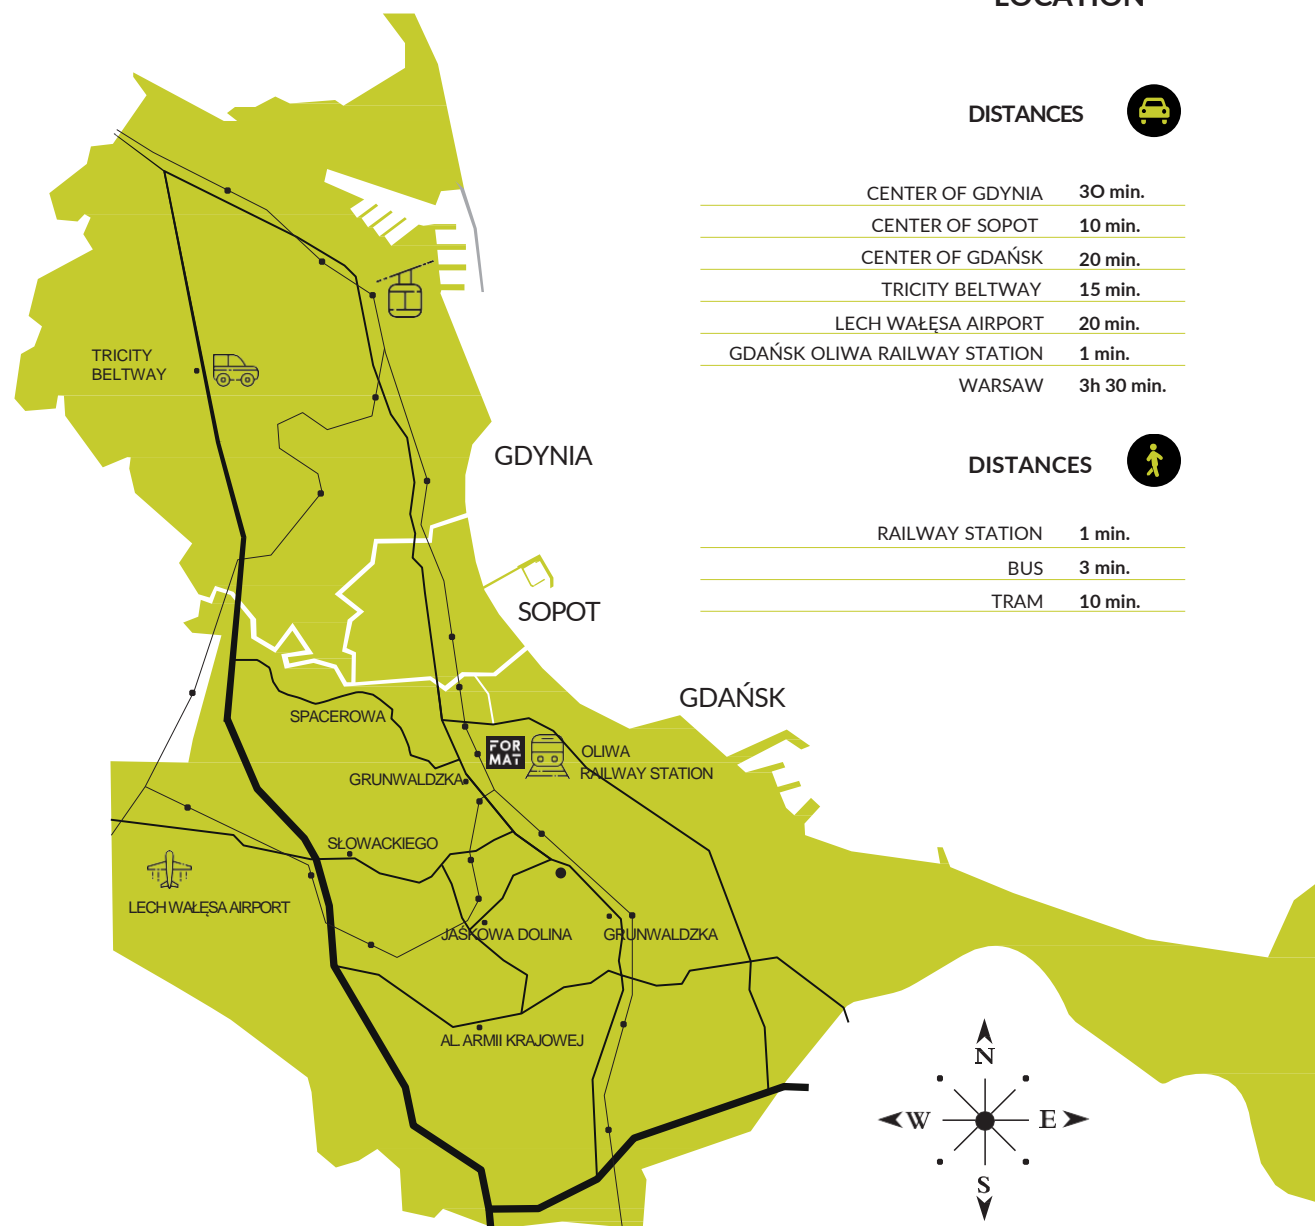 LOCATION
DISTANCES
CENTER OF GDYNIA 3O min.
CENTER OF SOPOT 10 min.
CENTER OF GDAŃSK 20 min.
TRICITY BELTWAY 15 min.
LECH WAŁĘSA AIRPORT 20 min.
GDAŃSK OLIWA RAILWAY STATION 1 min.
WARSAW 3h 30 min.
DISTANCES
RAILWAY STATION 1 min.
BUS 3 min.
TRAM 10 min.
TRICITY
BELTWAY
GDYNIA
SOPOT
GDAŃSK
SPACEROWA
FOR
MAT
OLIWA
RAILWAY STATION
GRUNWALDZKA
SŁOWACKIEGO
LECH WAŁĘSA AIRPORT
JAŚKOWA DOLINA
GRUNWALDZKA
AL. ARMII KRAJOWEJ
N
W
E
S